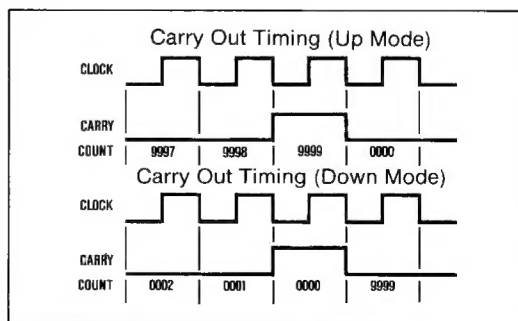 Carry Out Timing (Up Mode)
CLOCK
CARRY
COUNT 9997 9998 9999 0000
Carry Out Timing (Down Mode)
CLOCK
CARRY
COUNT 0002 0001 0000 9999